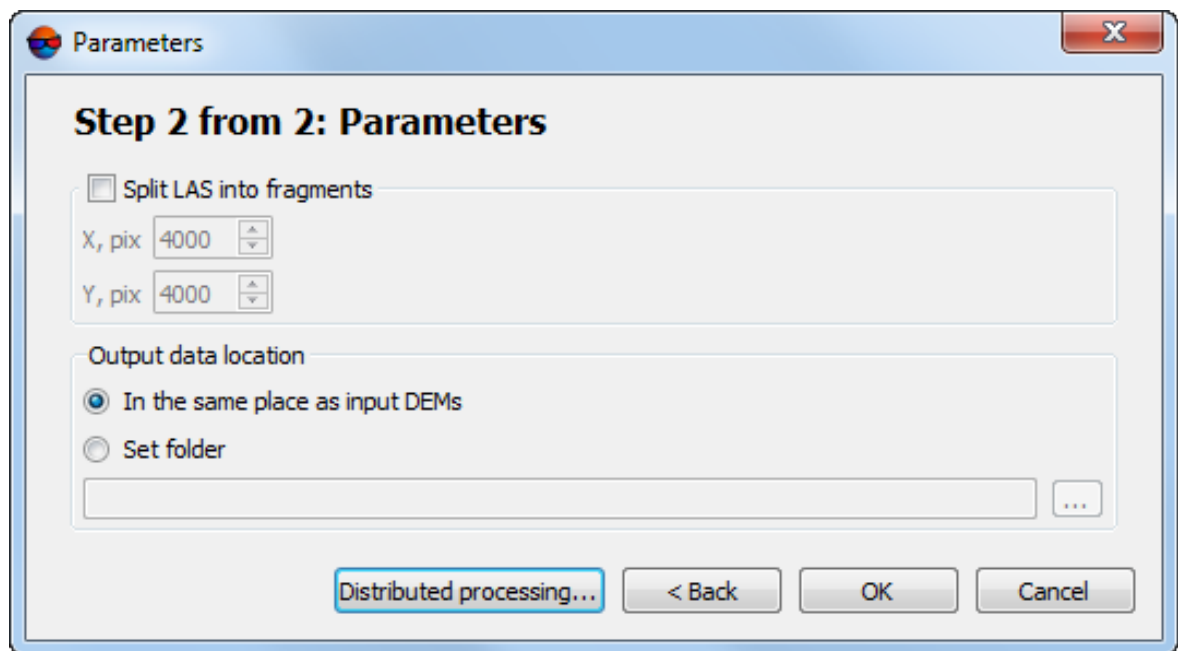 Parameters
Step 2 from 2: Parameters
Split LAS into fragments
X, pix 4000
Y, pix 4000
Output data location
In the same place as input DEMs
Set folder
...
Distributed processing... < Back OK Cancel